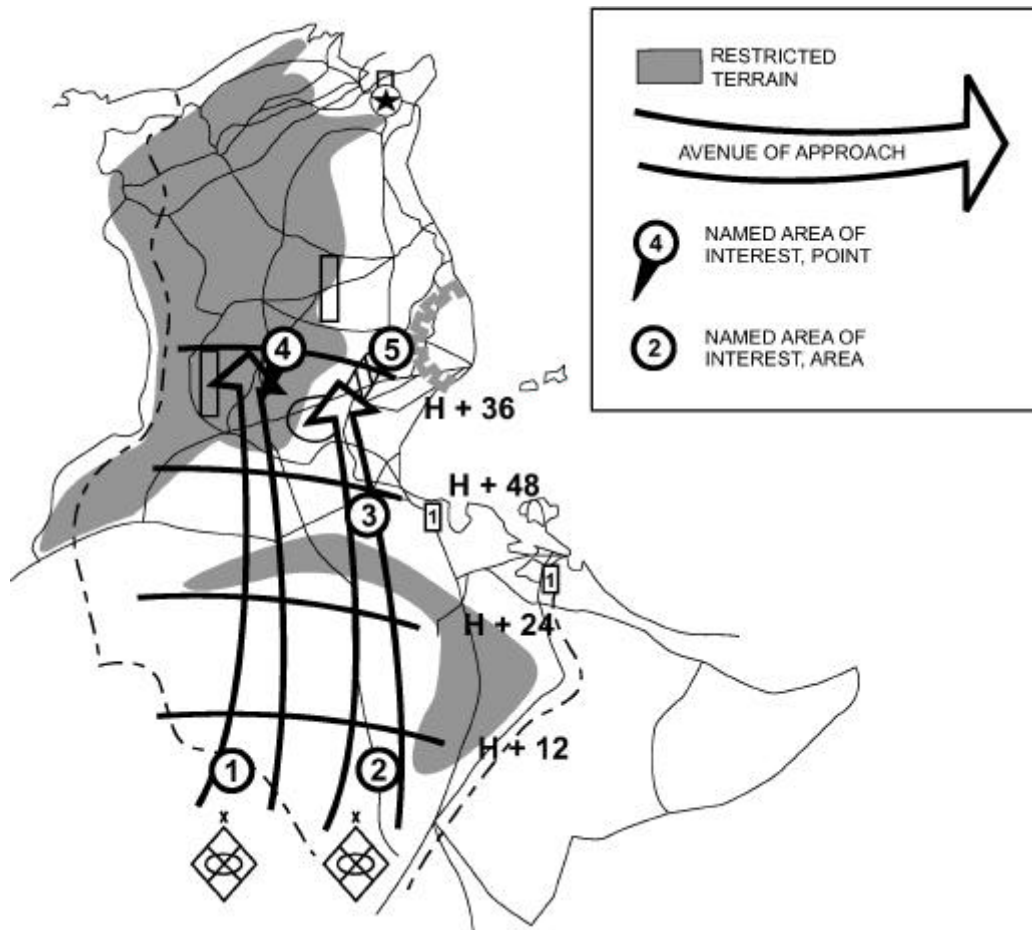 RESTRICTED
TERRAIN
AVENUE OF APPROACH
4
NAMED AREA OF
INTEREST, POINT
2
NAMED AREA OF
INTEREST, AREA
4
5
H + 36
H + 48
1
3
1
H + 24
H + 12
1
2
x
x